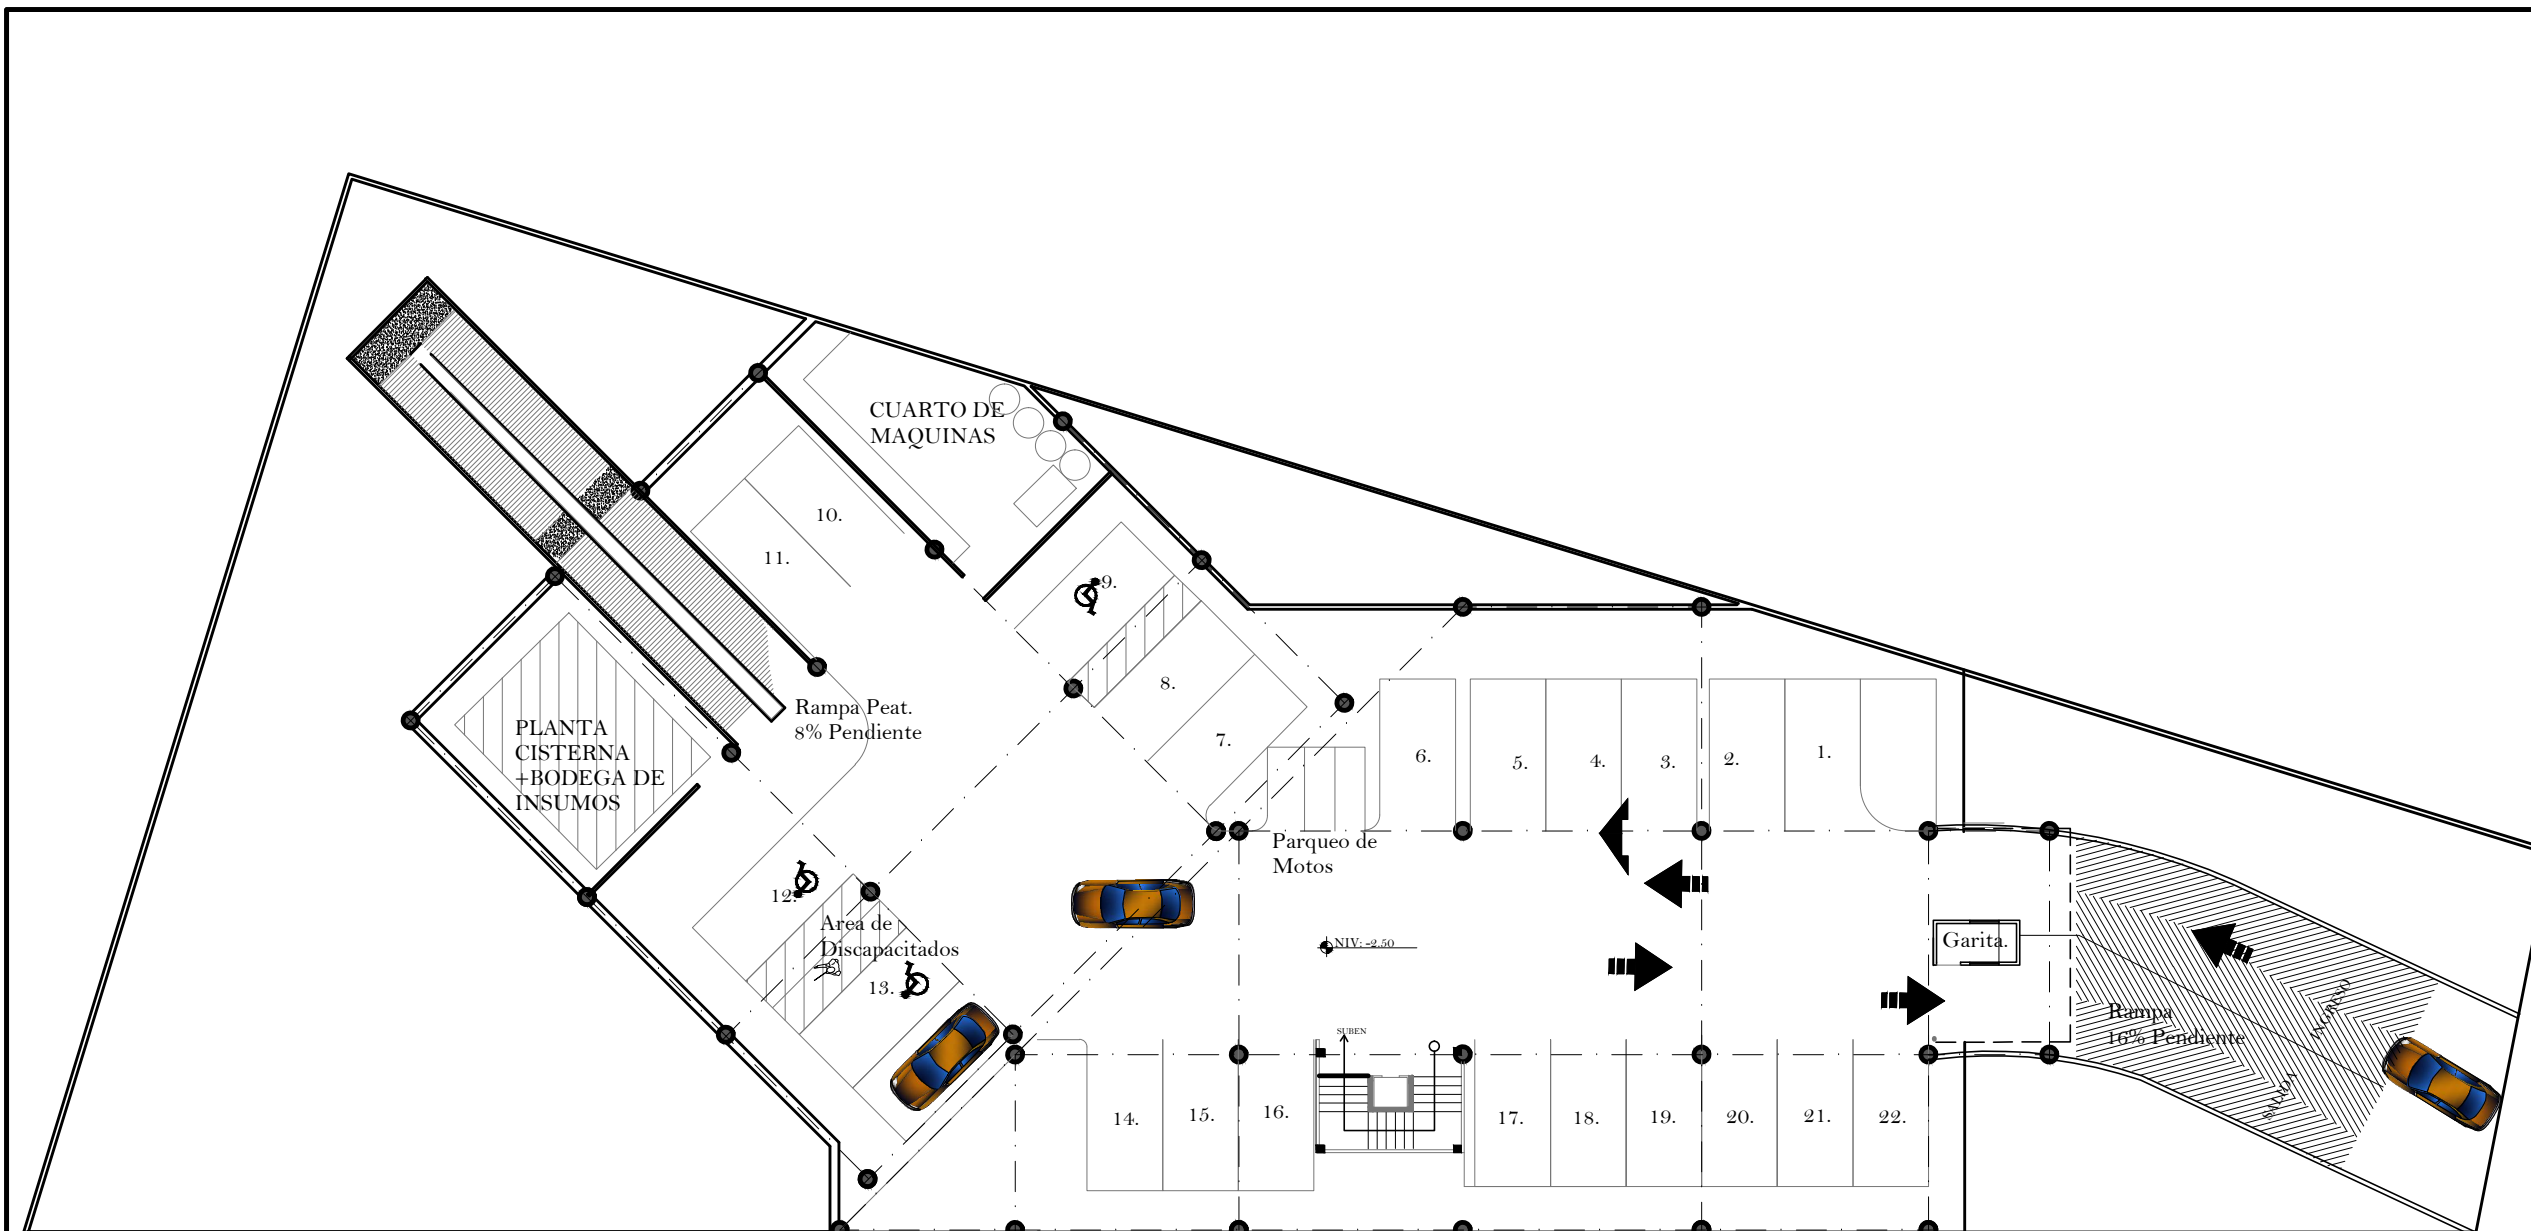 CUARTO DE
MAQUINAS
10.
11.
9.
8.
7.
Rampa Peat.
8% Pendiente
PLANTA
CISTERNA
+BODEGA DE
INSUMOS
6.
5.
4.
3.
2.
1.
Parqueo de
Motos
12.
Area de
Discapacitados
13.
NIV: -2.50
Garita.
INGRESO
Rampa
16% Pendiente
SALIDA
SUBEN
14.
15.
16.
17.
18.
19.
20.
21.
22.